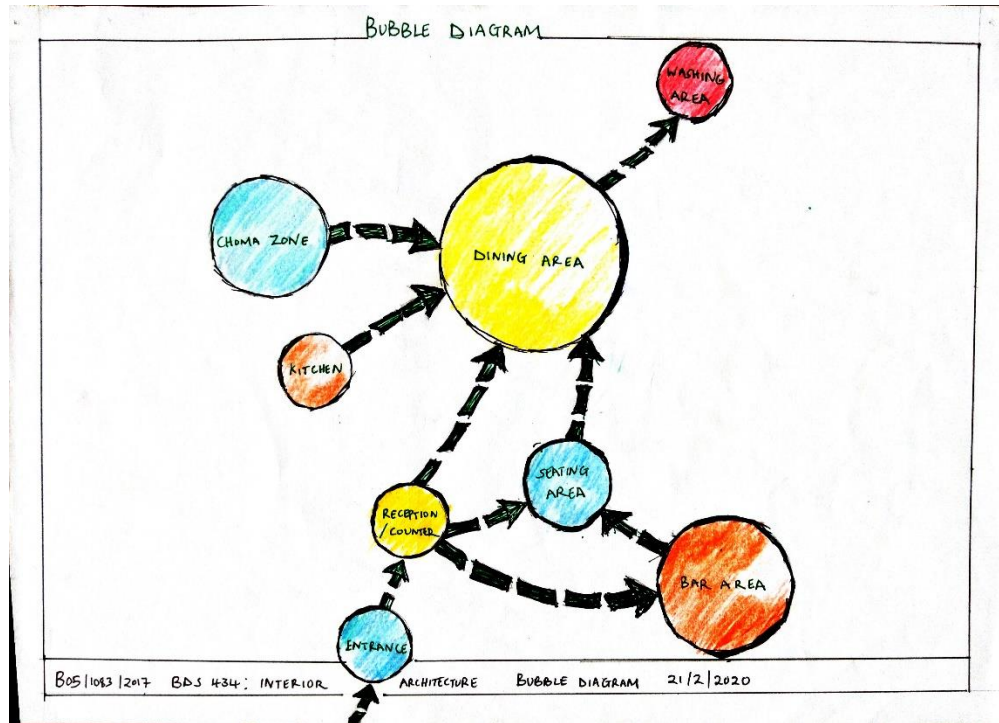 BUBBLE DIAGRAM
WASHING
AREA
CHOMA ZONE
DINING AREA
KITCHEN
SEATING
AREA
RECEPTION
/COUNTER
BAR AREA
ENTRANCE
B05/1083/2017 BDS 434: INTERIOR ARCHITECTURE BUBBLE DIAGRAM 21/2/2020